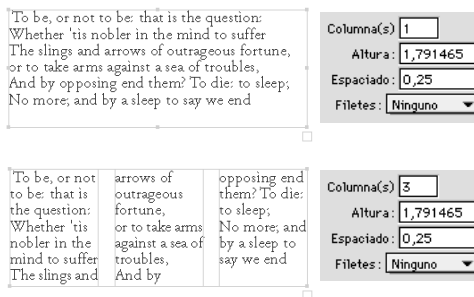 To be, or not to be: that is the question:
Whether 'tis nobler in the mind to suffer
The slings and arrows of outrageous fortune,
or to take arms against a sea of troubles,
And by opposing end them? To die: to sleep;
No more; and by a sleep to say we end
Columna(s) 1
Altura: 1,791465
Espaciado: 0,25
Filetes: Ninguno
To be, or not
to be: that is
the question:
Whether 'tis
nobler in the
mind to suffer
The slings and
arrows of
outrageous
fortune,
or to take arms
against a sea of
troubles,
And by
opposing end
them? To die:
to sleep;
No more; and
by a sleep to
say we end
Columna(s) 3
Altura: 1,791465
Espaciado: 0,25
Filetes: Ninguno